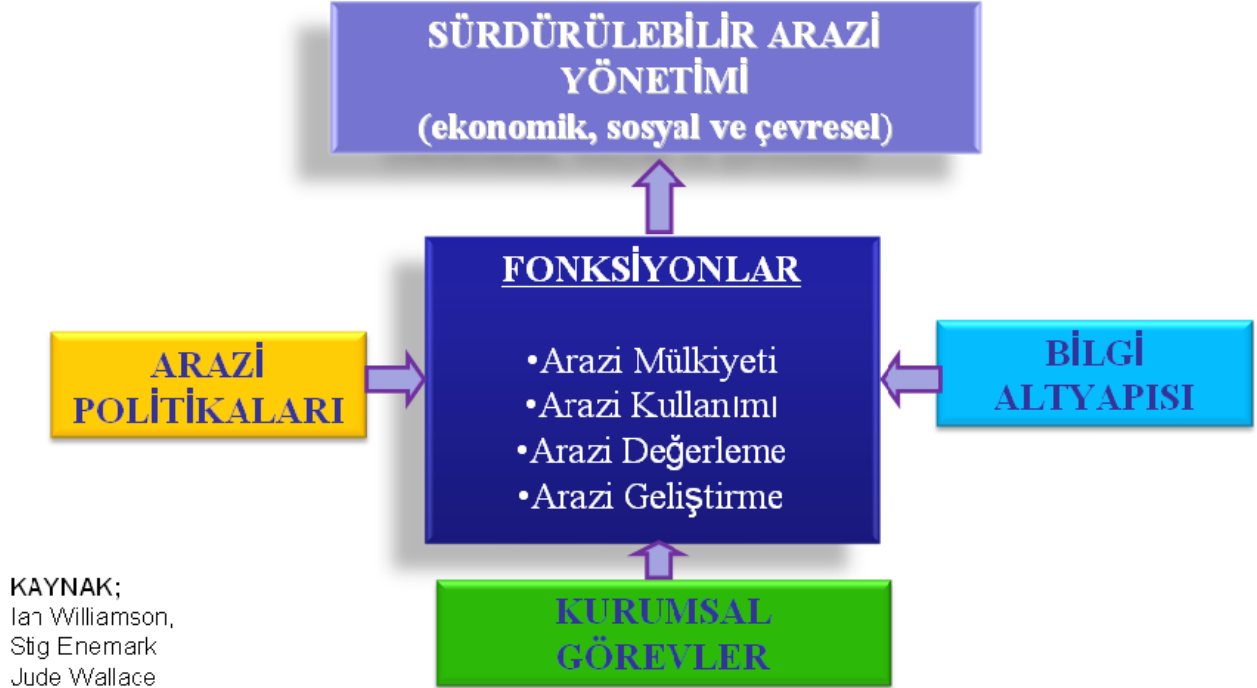 SÜRDÜRÜLEBİLİR ARAZİ
YÖNETİMİ
(ekonomik, sosyal ve çevresel)
FONKSİYONLAR
•Arazi Mülkiyeti
•Arazi Kullanımı
•Arazi Değerleme
•Arazi Geliştirme
ARAZİ
POLİTİKALARI
BİLGİ
ALTYAPISI
KURUMSAL
GÖREVLER
KAYNAK;
Ian Williamson,
Stig Enemark
Jude Wallace